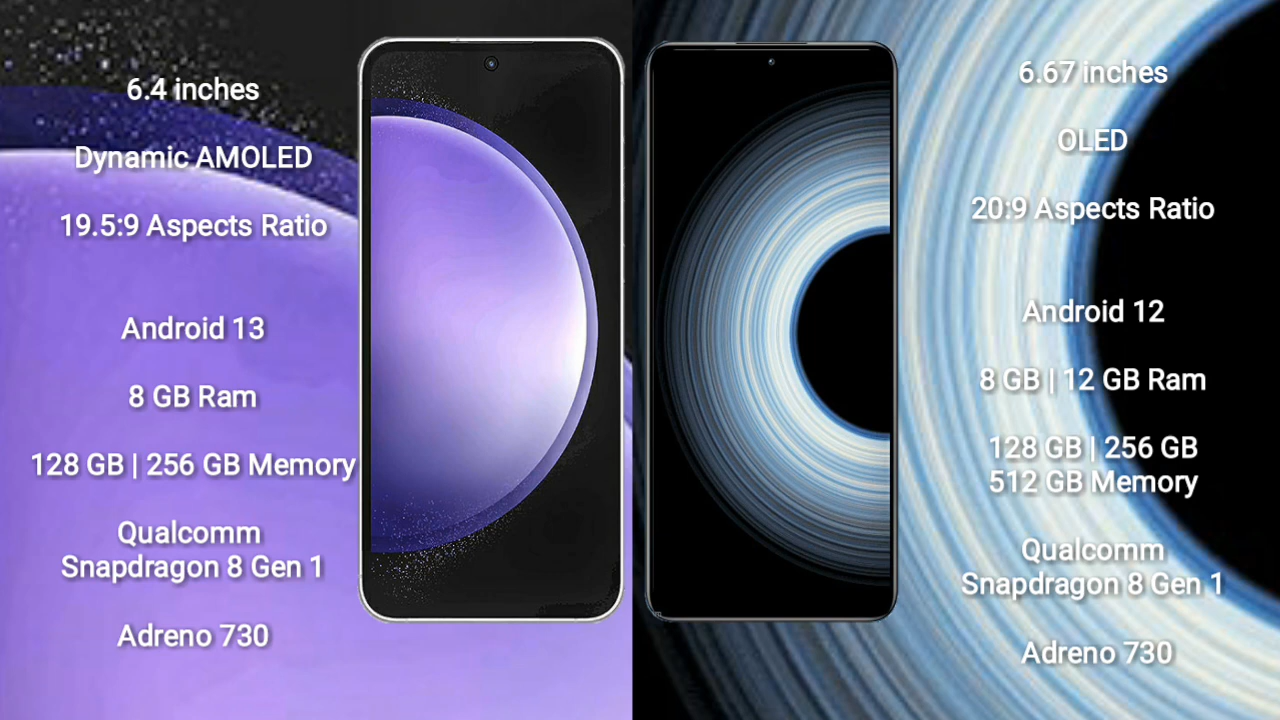 6.4 inches
Dynamic AMOLED
19.5:9 Aspects Ratio
Android 13
8 GB Ram
128 GB | 256 GB Memory
Qualcomm
Snapdragon 8 Gen 1
Adreno 730
6.67 inches
OLED
20:9 Aspects Ratio
Android 12
8 GB | 12 GB Ram
128 GB | 256 GB
512 GB Memory
Qualcomm
Snapdragon 8 Gen 1
Adreno 730